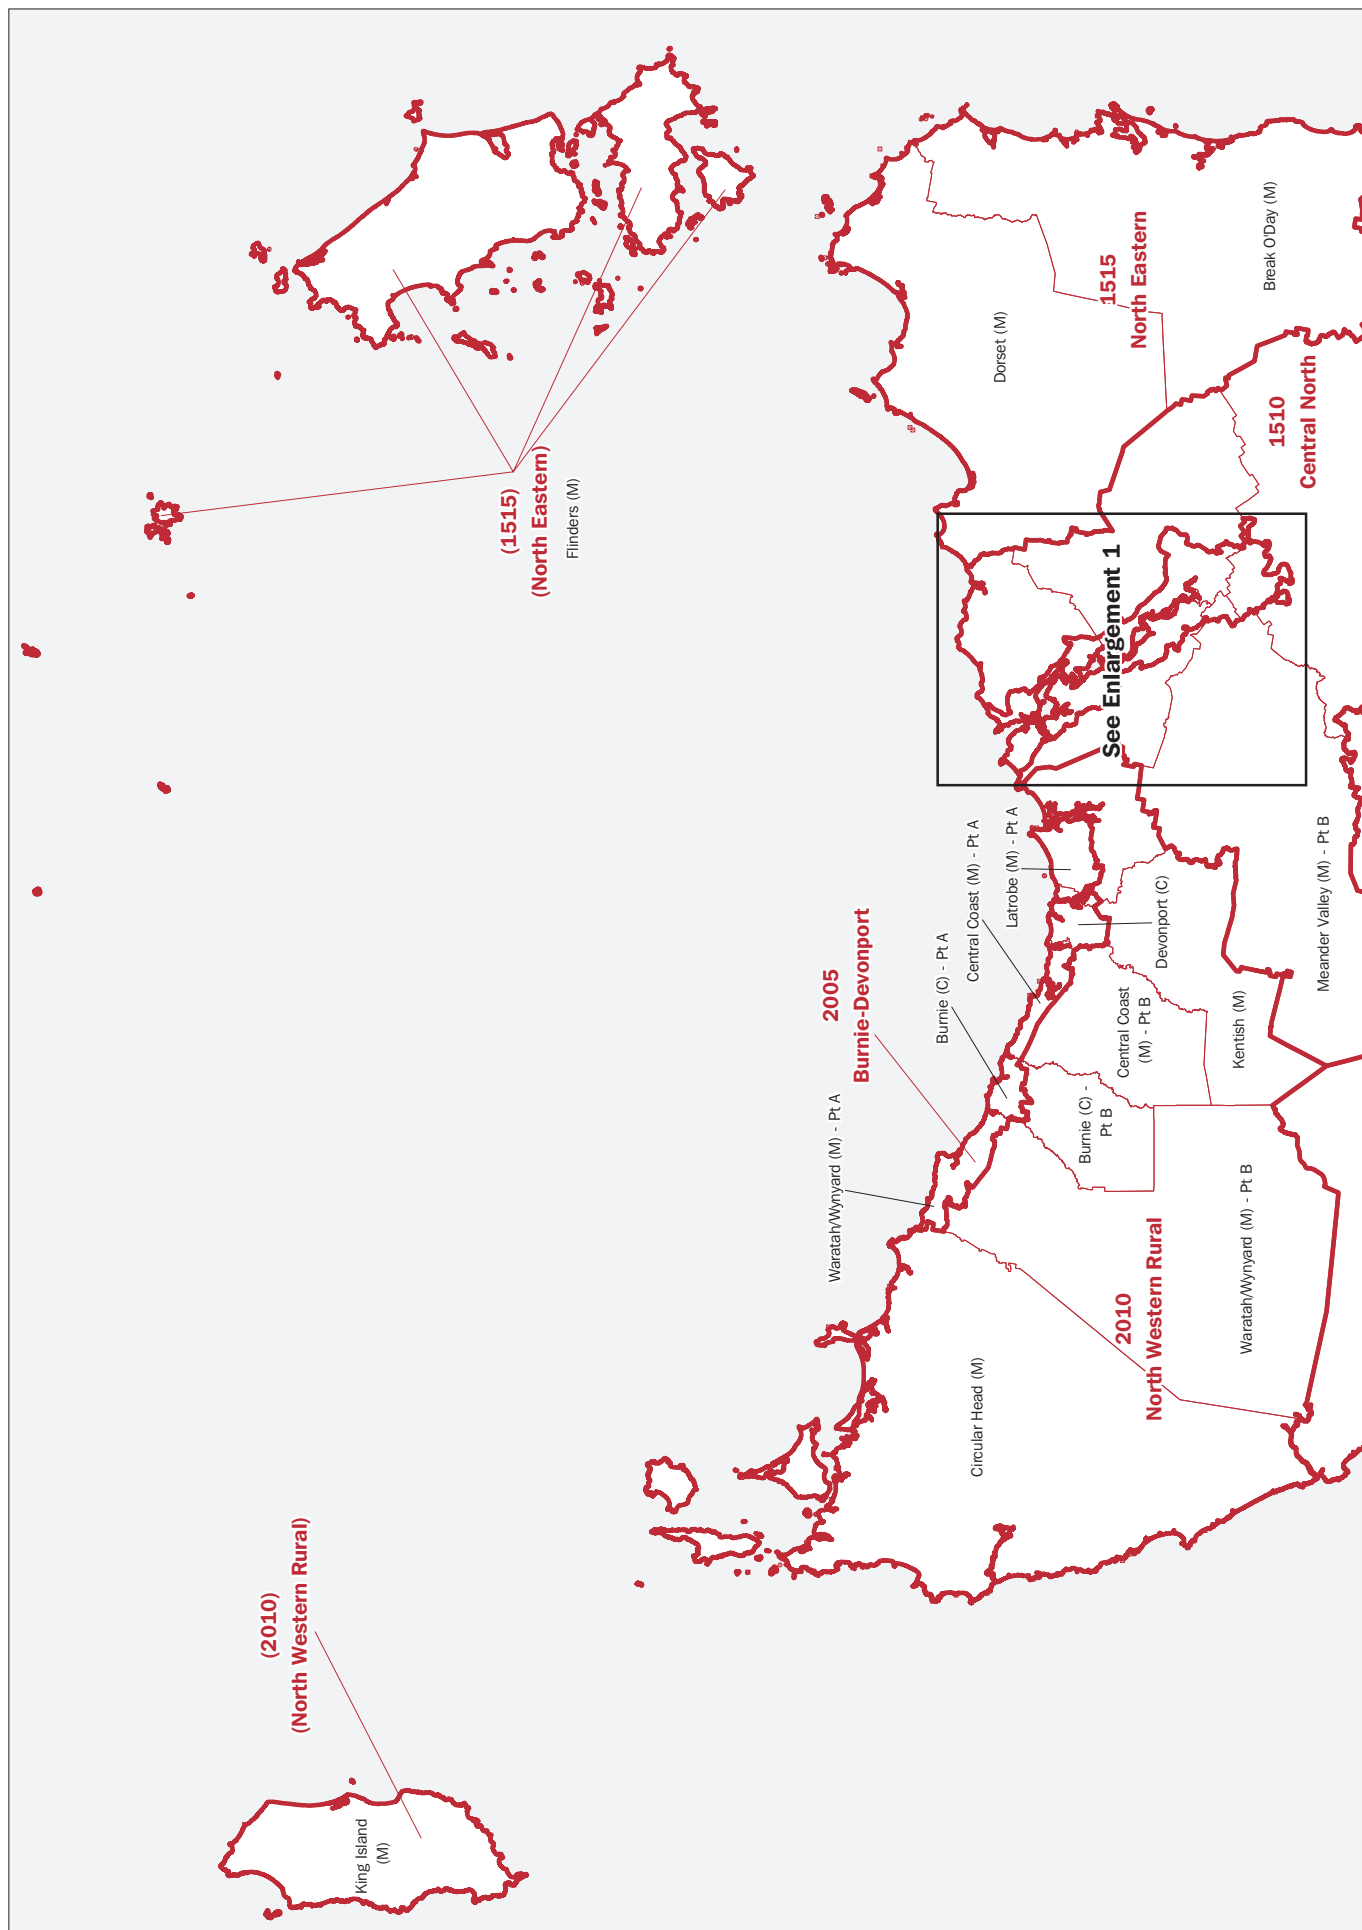 (2010)
(North Western Rural)
King Island
(M)
(1515)
(North Eastern)
Flinders (M)
2005
Burnie-Devonport
Waratah/Wynyard (M) - Pt A
Burnie (C) - Pt A
Central Coast (M) - Pt A
Latrobe (M) - Pt A
Circular Head (M)
2010
North Western Rural
Waratah/Wynyard (M) - Pt B
Burnie (C) -
Pt B
Central Coast
(M) - Pt B
Devonport (C)
Kentish (M)
Meander Valley (M) - Pt B
See Enlargement 1
Dorset (M)
1515
North Eastern
Break O'Day (M)
1510
Central North